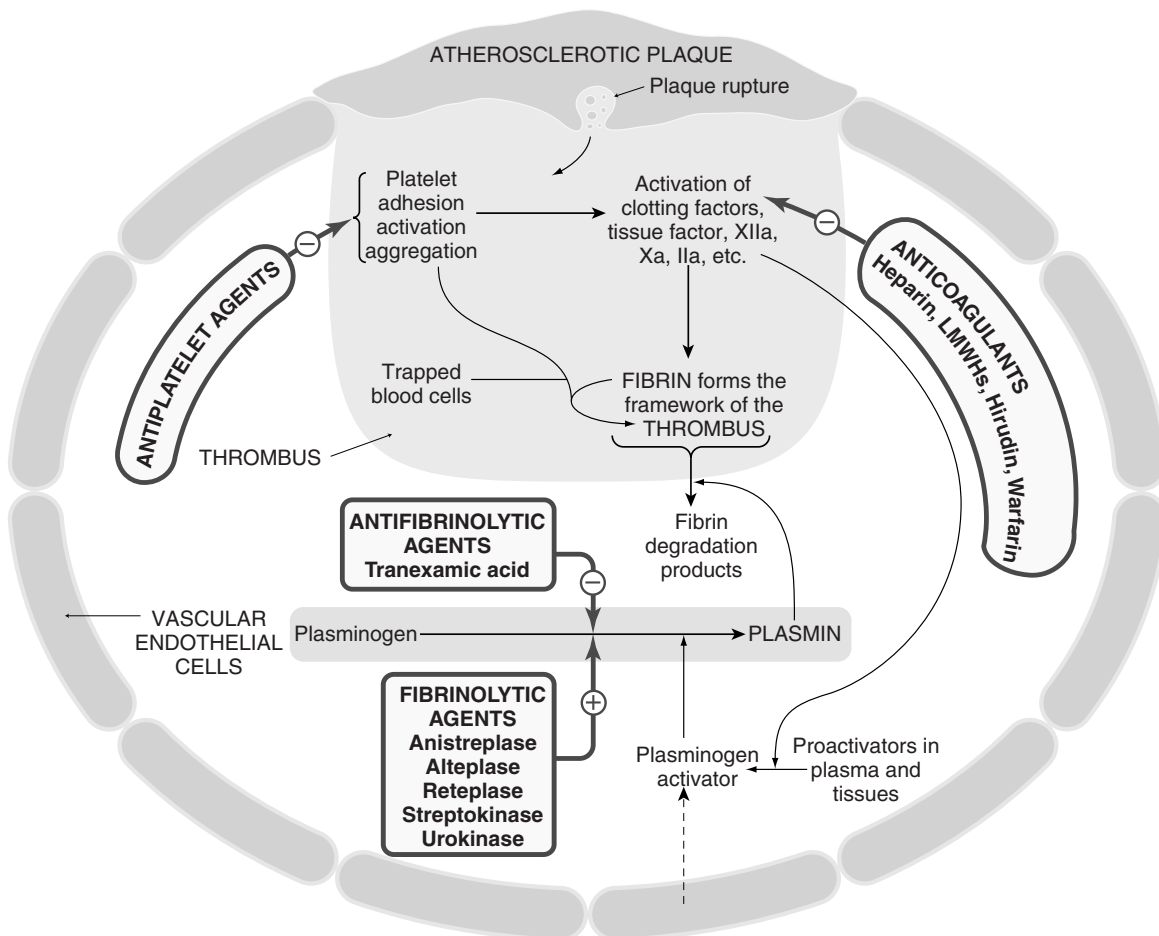 ATHEROSCLEROTIC PLAQUE
Plaque rupture
Platelet
adhesion
activation
aggregation
Activation of
clotting factors,
tissue factor, XIIa,
Xa, IIa, etc.
−
−
ANTIPLATELET AGENTS
ANTICOAGULANTS
Heparin, LMWHs, Hirudin, Warfarin
Trapped
blood cells
FIBRIN forms the
framework of the
THROMBUS
THROMBUS
ANTIFIBRINOLYTIC
AGENTS
Tranexamic acid
−
Fibrin
degradation
products
VASCULAR
ENDOTHELIAL
CELLS
Plasminogen
PLASMIN
FIBRINOLYTIC
AGENTS
Anistreplase
Alteplase
Reteplase
Streptokinase
Urokinase
+
Plasminogen
activator
Proactivators in
plasma and
tissues